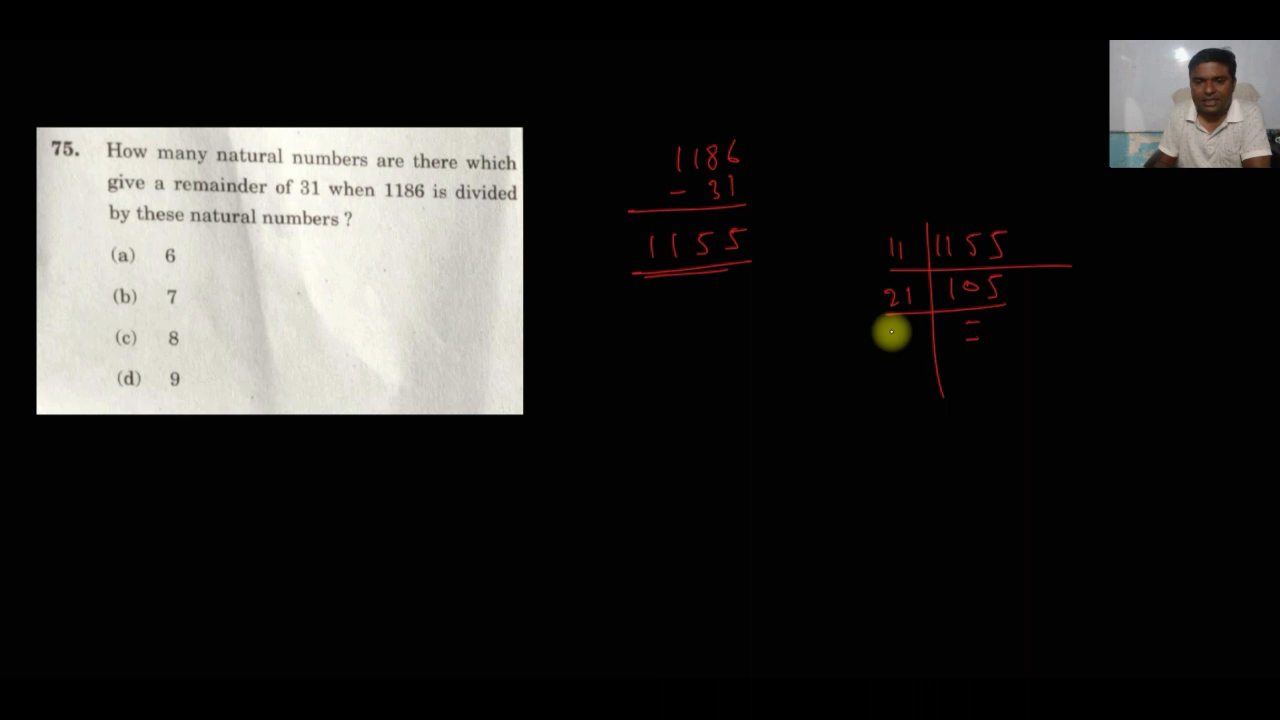 75. How many natural numbers are there which
give a remainder of 31 when 1186 is divided
by these natural numbers ?
(a) 6
(b) 7
(c) 8
(d) 9
1186
- 31
1155
11 1155
21 105
=